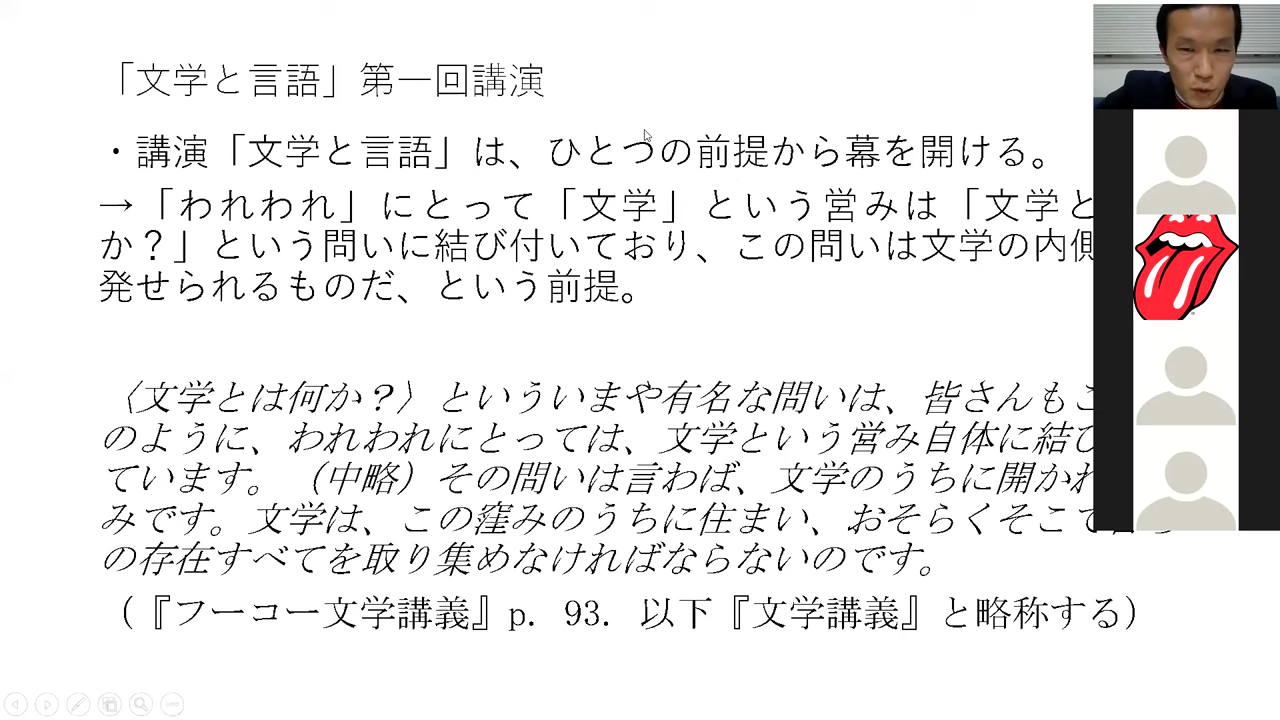 「文学と言語」第一回講演
・講演「文学と言語」は、ひとつの前提から幕を開ける。
→「われわれ」にとって「文学」という営みは「文学と
か？」という問いに結び付いており、この問いは文学の内側
発せられるものだ、という前提。
〈文学とは何か？〉といういまや有名な問いは、皆さんもご
のように、われわれにとっては、文学という営み自体に結び
ています。（中略）その問いは言わば、文学のうちに開かれ
みです。文学は、この窪みのうちに住まい、おそらくそこで
の存在すべてを取り集めなければならないのです。
（『フーコー文学講義』p. 93. 以下『文学講義』と略称する）